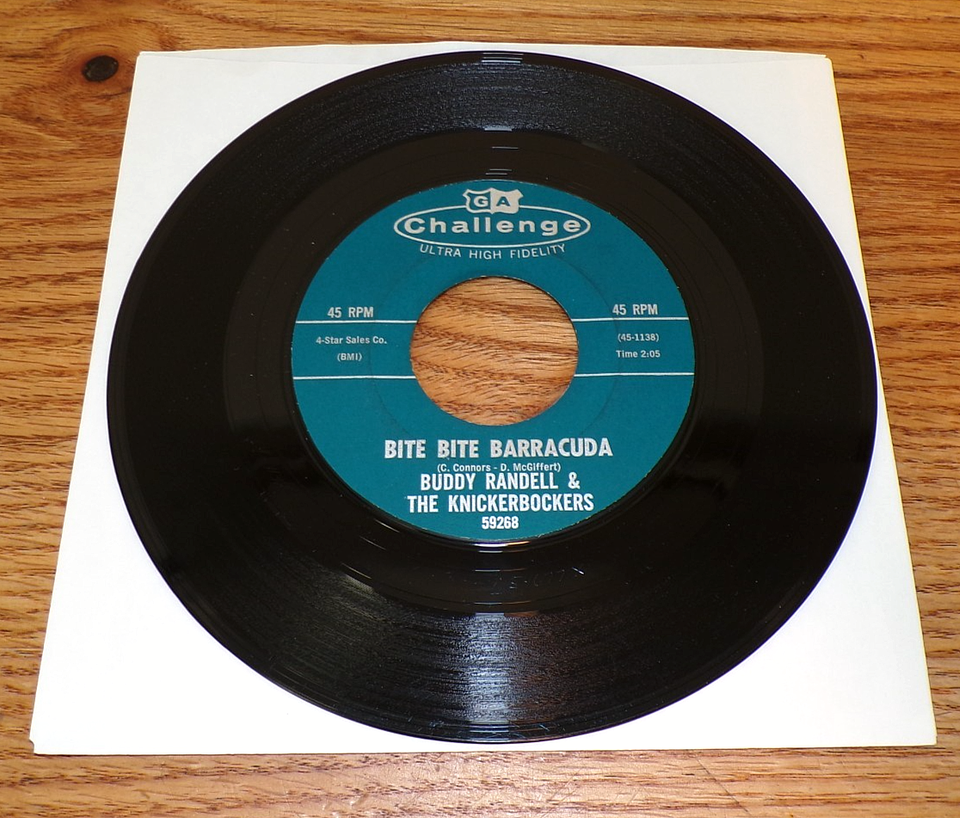 GA
Challenge
ULTRA HIGH FIDELITY
45 RPM
4-Star Sales Co.
(BMI)
45 RPM
(45-1138)
Time 2:05
BITE BITE BARRACUDA
(C. Connors - D. McGiffert)
BUDDY RANDELL &
THE KNICKERBOCKERS
59268